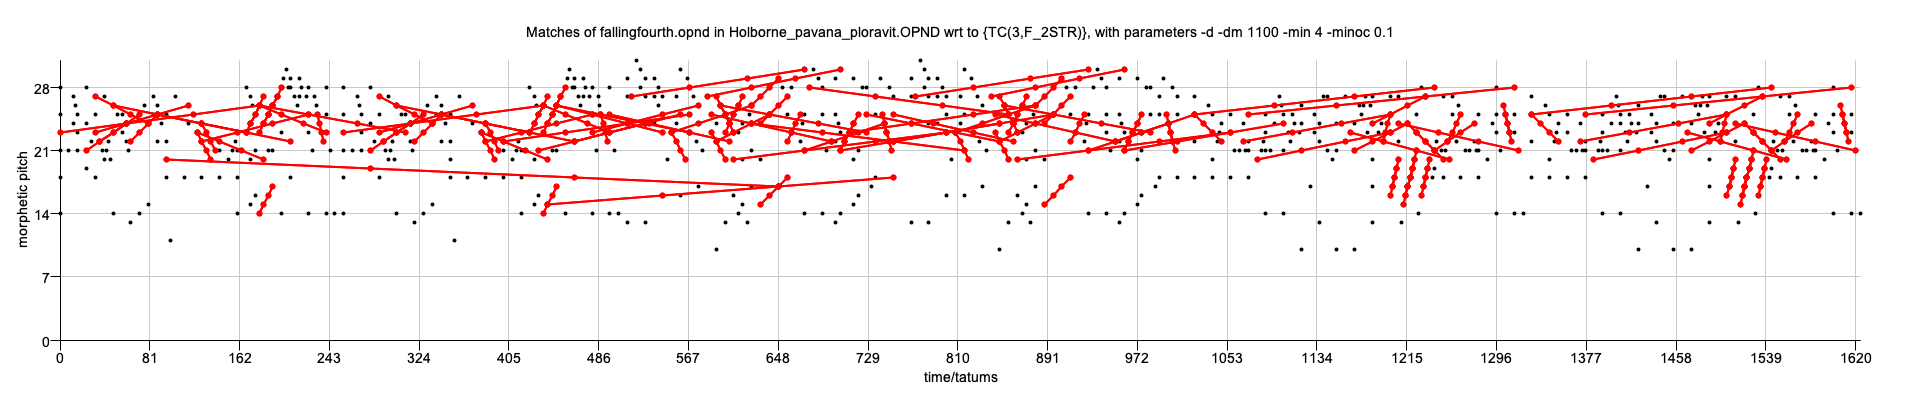 Matches of fallingfourth.opnd in Holborne_pavana_ploravit.OPND wrt to {TC(3,F_2STR)}, with parameters -d -dm 1100 -min 4 -minoc 0.1
morphetic pitch
28
21
14
7
0
0 81 162 243 324 405 486 567 648 729 810 891 972 1053 1134 1215 1296 1377 1458 1539 1620
time/tatums